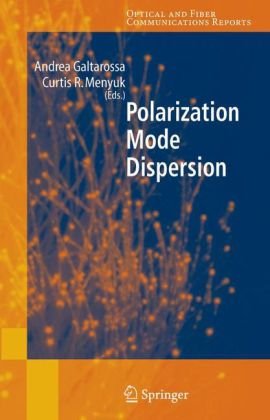 OPTICAL AND FIBER
COMMUNICATIONS REPORTS
Andrea Galtarossa
Curtis R. Menyuk
(Eds.)
Polarization
Mode
Dispersion
Springer